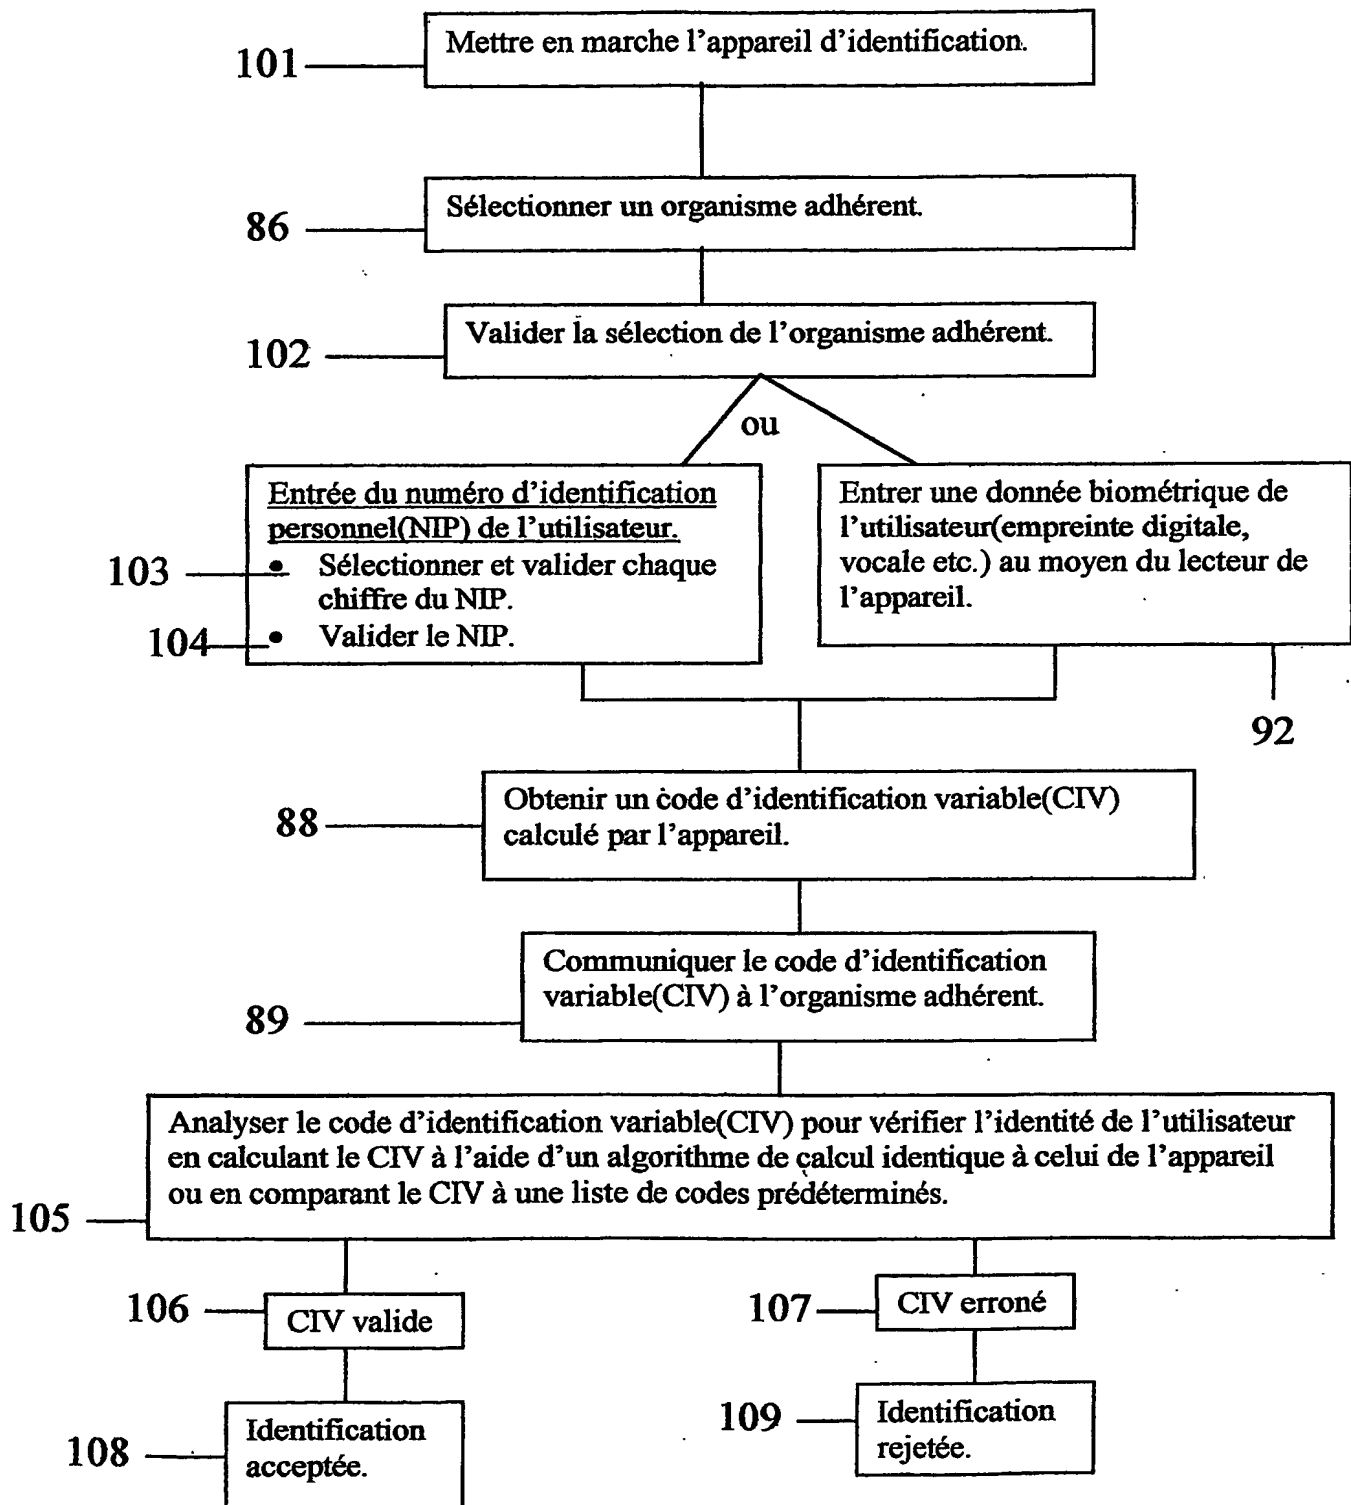 Mettre en marche l'appareil d'identification.
101
Sélectionner un organisme adhérent.
86
Valider la sélection de l'organisme adhérent.
102
ou
Entrée du numéro d'identification
personnel(NIP) de l'utilisateur.
• Sélectionner et valider chaque
chiffre du NIP.
• Valider le NIP.
103
104
Entrer une donnée biométrique de
l'utilisateur(empreinte digitale,
vocale etc.) au moyen du lecteur de
l'appareil.
92
Obtenir un code d'identification variable(CIV)
calculé par l'appareil.
88
Communiquer le code d'identification
variable(CIV) à l'organisme adhérent.
89
Analyser le code d'identification variable(CIV) pour vérifier l'identité de l'utilisateur
en calculant le CIV à l'aide d'un algorithme de calcul identique à celui de l'appareil
ou en comparant le CIV à une liste de codes prédéterminés.
105
106
CIV valide
107
CIV erroné
108
Identification
acceptée.
109
Identification
rejetée.